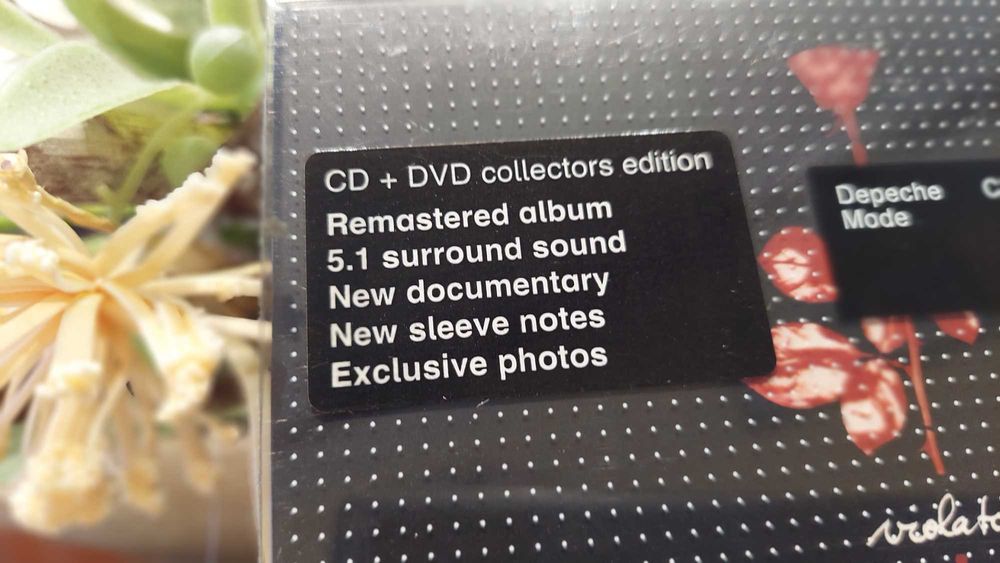 CD + DVD collectors edition
Remastered album
5.1 surround sound
New documentary
New sleeve notes
Exclusive photos
Depeche
Mode